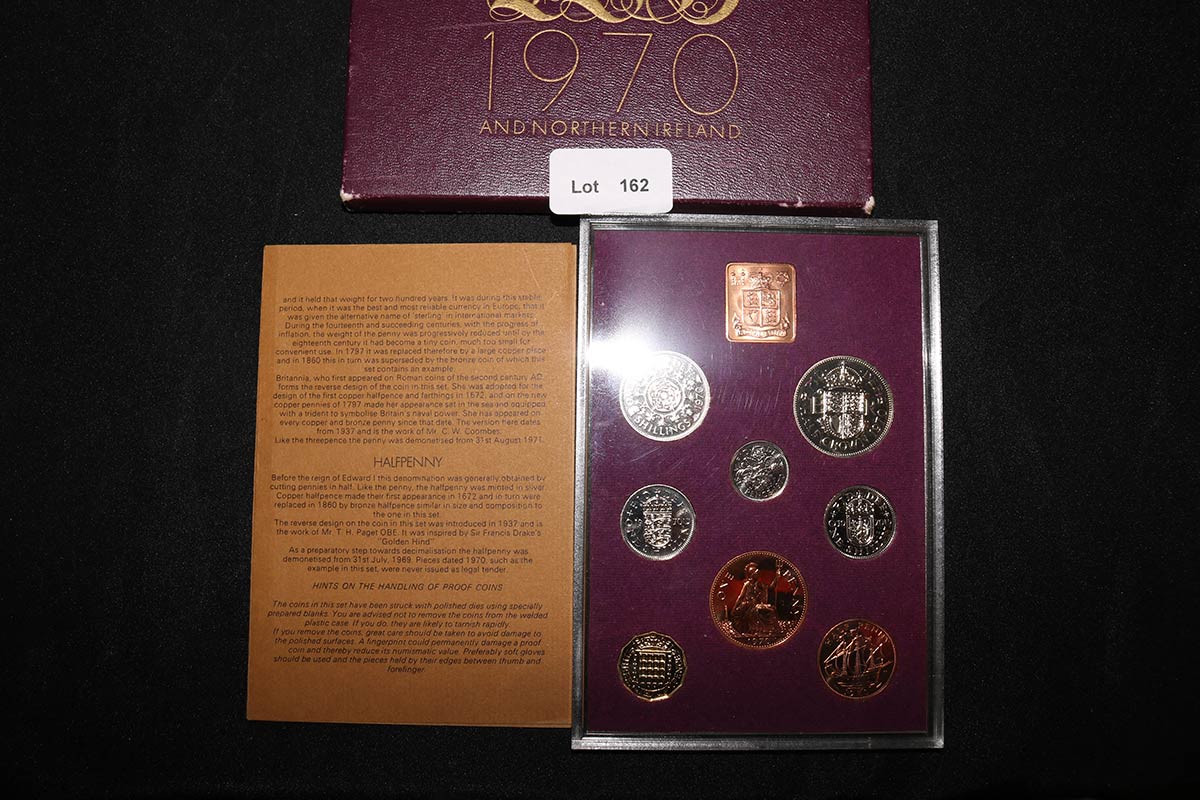 1970
AND NORTHERN IRELAND
Lot 162
and it held that weight for two hundred years. It was during this stable
period, when it was the best and most reliable currency in Europe, that it
was given the alternative name of 'sterling' in international markets.
During the fourteenth and succeeding centuries, with the progress of
inflation, the weight of the penny was progressively reduced until by the
eighteenth century it had become a tiny coin, much too small for
convenient use. In 1797 it was replaced therefore by a large copper piece
and in 1860 this in turn was superseded by the bronze coin of which this
set contains an example.
Britannia, who first appeared on Roman coins of the second century AD,
forms the reverse design of the coin in this set. She was adopted for the
design of the first copper halfpence and farthings in 1672, and on the new
copper pennies of 1797 made her appearance set in the sea and equipped
with a trident to symbolise Britain's naval power. She has appeared on
every copper and bronze penny since that date. The version here dates
from 1937 and is the work of Mr. C. W. Coombes.
Like the threepence the penny was demonetised from 31st August 1971.
HALFPENNY
Before the reign of Edward I this denomination was generally obtained by
cutting pennies in half. Like the penny, the halfpenny was minted in silver.
Copper halfpence made their first appearance in 1672 and in turn were
replaced in 1860 by bronze halfpence similar in size and composition to
the one in this set.
The reverse design on the coin in this set was introduced in 1937 and is
the work of Mr. T. H. Paget OBE. It was inspired by Sir Francis Drake's
"Golden Hind"
As a preparatory step towards decimalisation the halfpenny was
demonetised from 31st July, 1969. Pieces dated 1970, such as the
example in this set, were never issued as legal tender.
HINTS ON THE HANDLING OF PROOF COINS
The coins in this set have been struck with polished dies using specially
prepared blanks. You are advised not to remove the coins from the welded
plastic case. If you do, they are likely to tarnish rapidly.
If you remove the coins, great care should be taken to avoid damage to
the polished surfaces. A fingerprint could permanently damage a proof
coin and thereby reduce its numismatic value. Preferably soft gloves
should be used and the pieces held by their edges between thumb and
forefinger.
SHILLINGS 1970
CROWN
ONE PENNY
1970